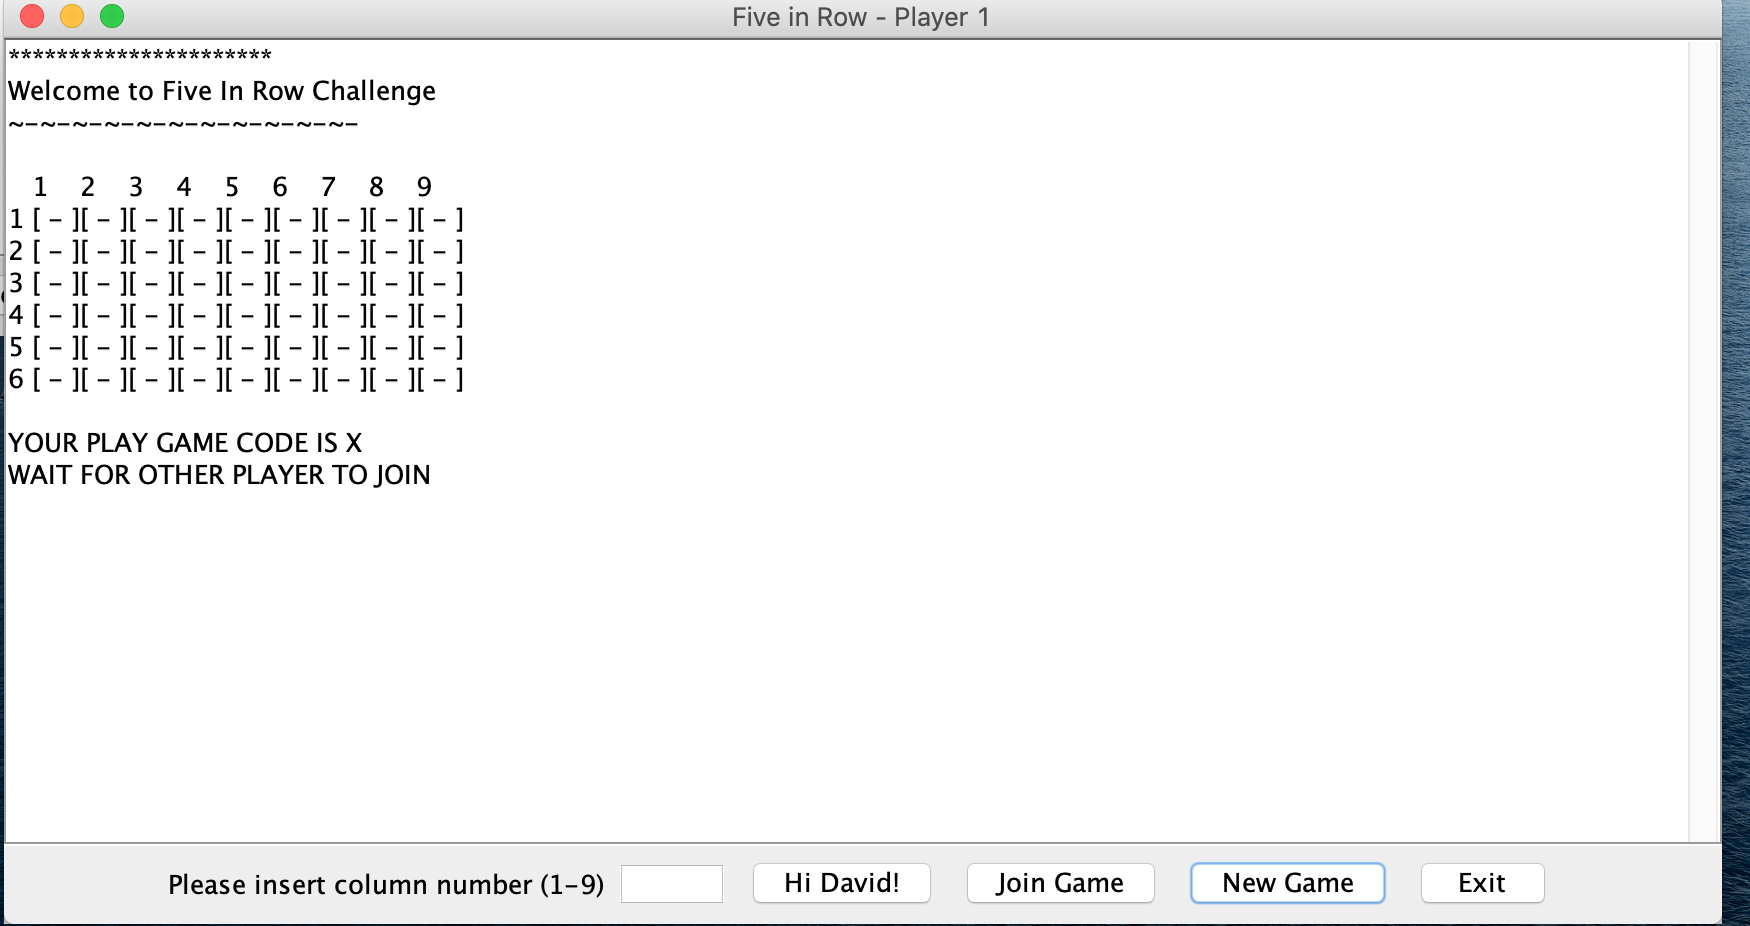 Five in Row - Player 1
**********************
Welcome to Five In Row Challenge
~-~-~-~-~-~-~-~-~-~-~-
1 2 3 4 5 6 7 8 9
1 [ - ][ - ][ - ][ - ][ - ][ - ][ - ][ - ][ - ]
2 [ - ][ - ][ - ][ - ][ - ][ - ][ - ][ - ][ - ]
3 [ - ][ - ][ - ][ - ][ - ][ - ][ - ][ - ][ - ]
4 [ - ][ - ][ - ][ - ][ - ][ - ][ - ][ - ][ - ]
5 [ - ][ - ][ - ][ - ][ - ][ - ][ - ][ - ][ - ]
6 [ - ][ - ][ - ][ - ][ - ][ - ][ - ][ - ][ - ]
YOUR PLAY GAME CODE IS X
WAIT FOR OTHER PLAYER TO JOIN
Please insert column number (1-9) Hi David! Join Game New Game Exit